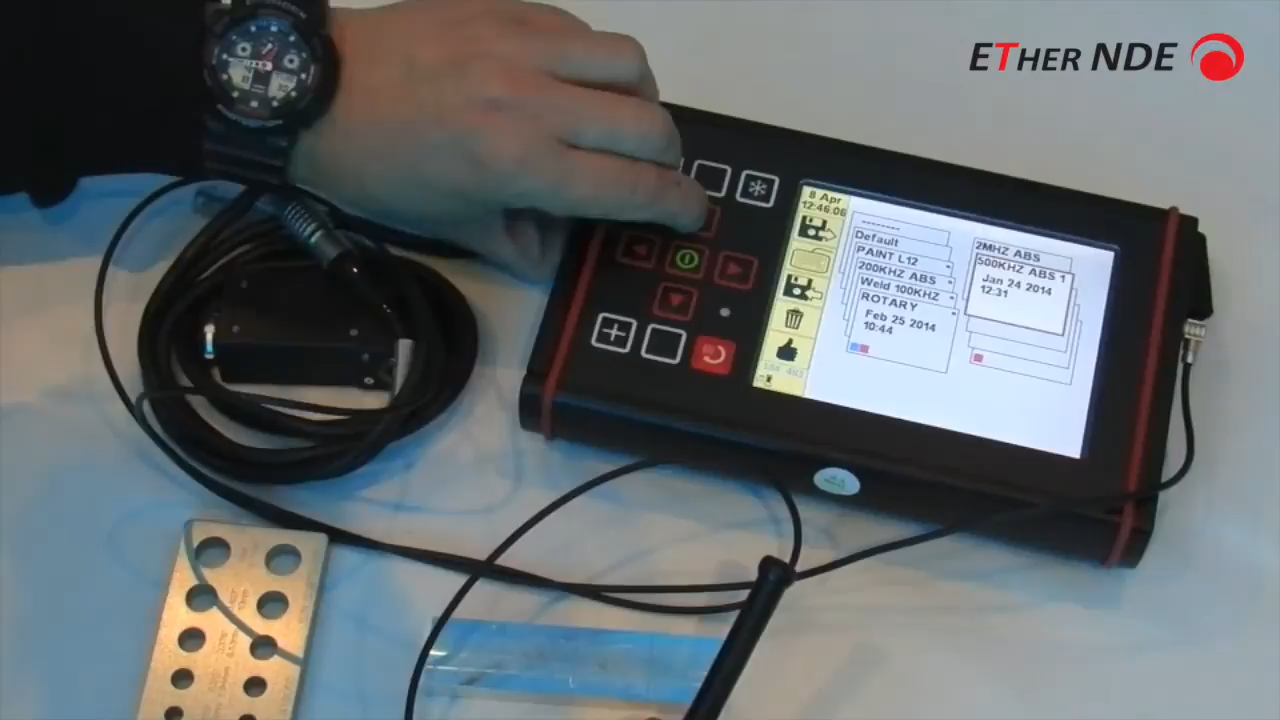 ETHER NDE
8 Apr
12:46:06
--------
Default
PAINT L12
200KHZ ABS
Weld 100KHZ
ROTARY
Feb 25 2014
10:44
2MHZ ABS
500KHZ ABS 1
Jan 24 2014
12:31